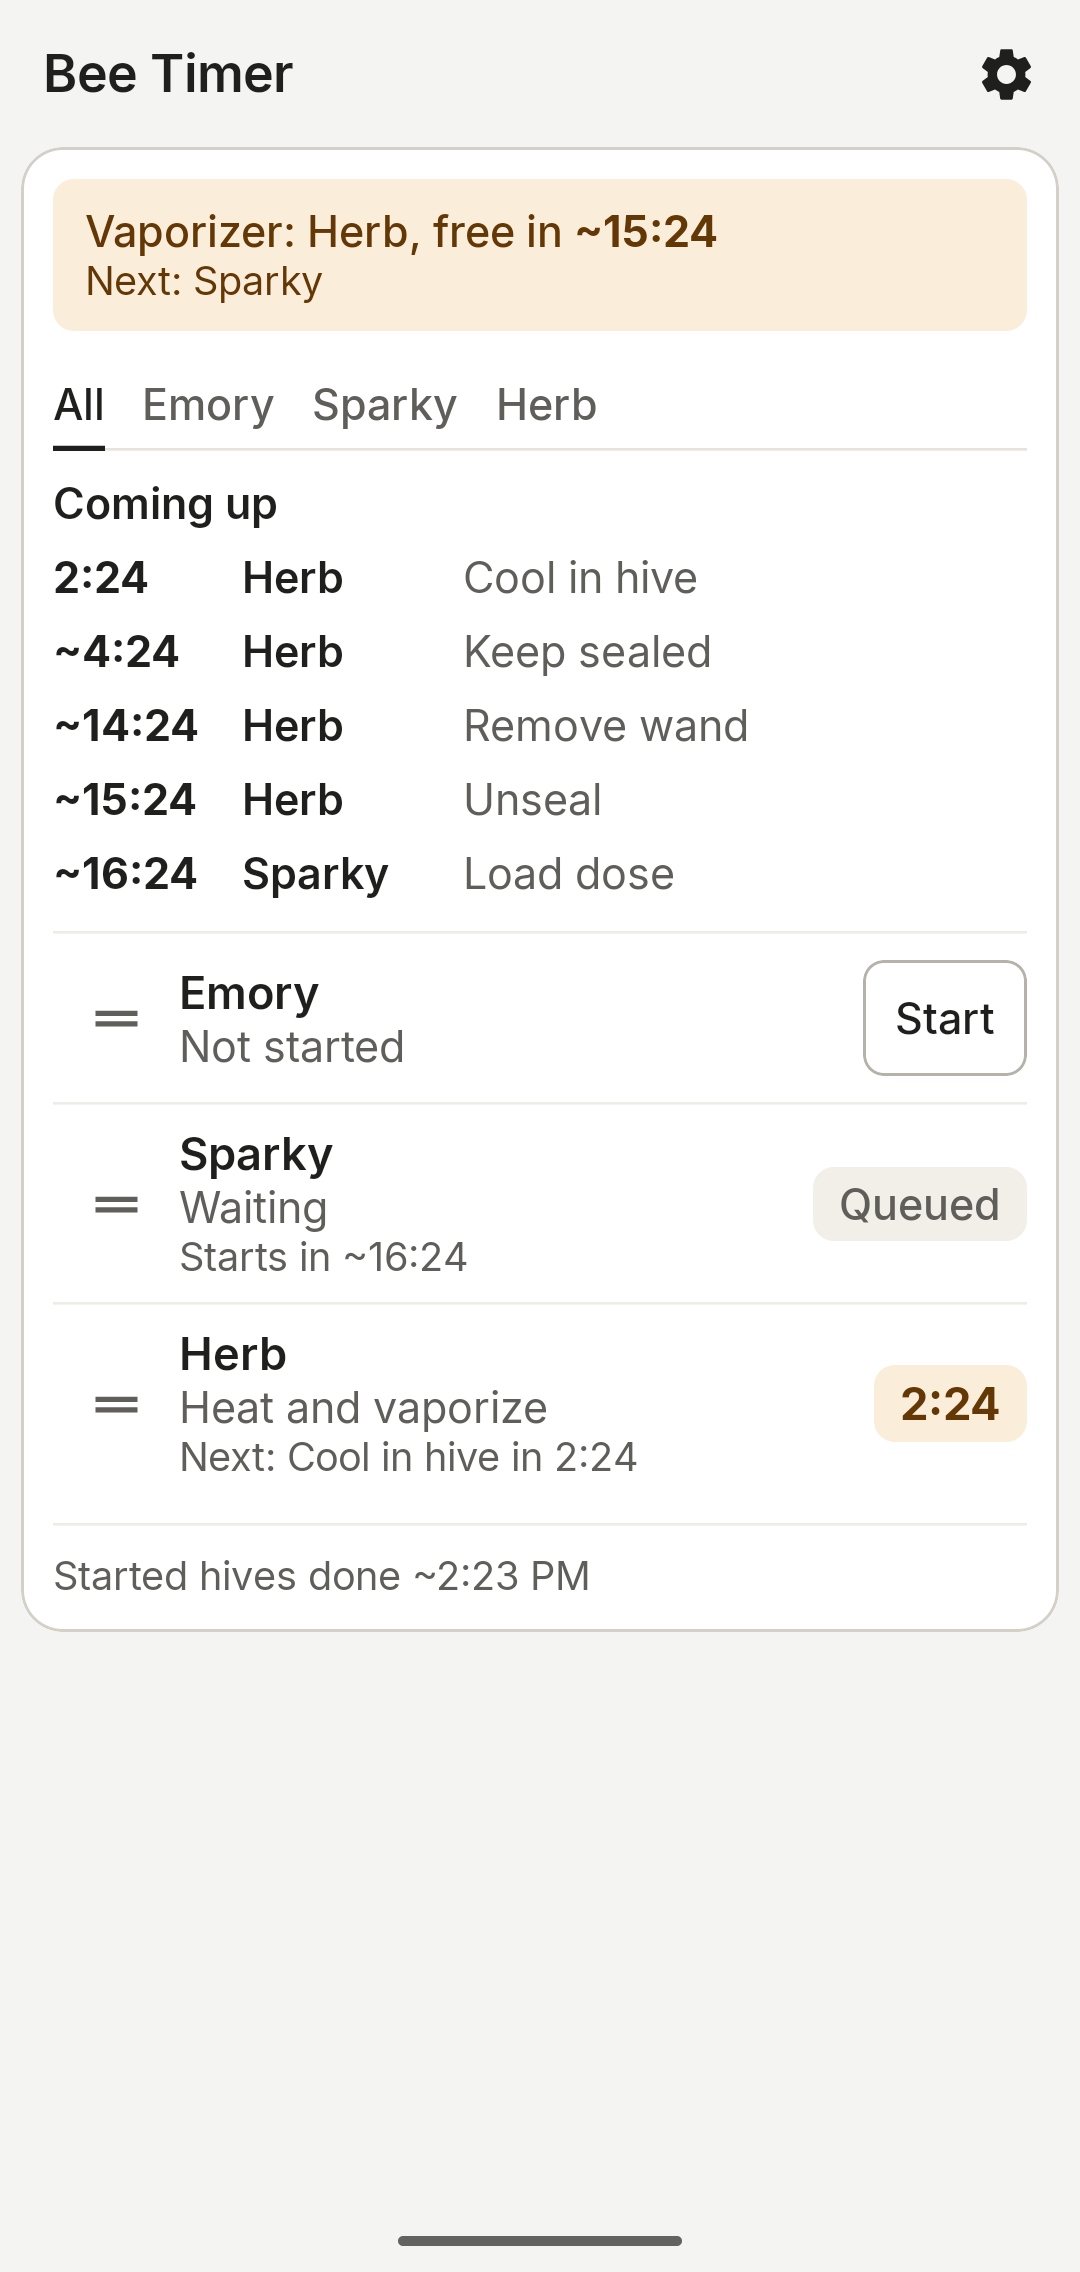 Bee Timer
Vaporizer: Herb, free in ~15:24
Next: Sparky
All Emory Sparky Herb
Coming up
2:24 Herb Cool in hive
~4:24 Herb Keep sealed
~14:24 Herb Remove wand
~15:24 Herb Unseal
~16:24 Sparky Load dose
Emory
Not started
Start
Sparky
Waiting
Starts in ~16:24
Queued
Herb
Heat and vaporize
Next: Cool in hive in 2:24
2:24
Started hives done ~2:23 PM